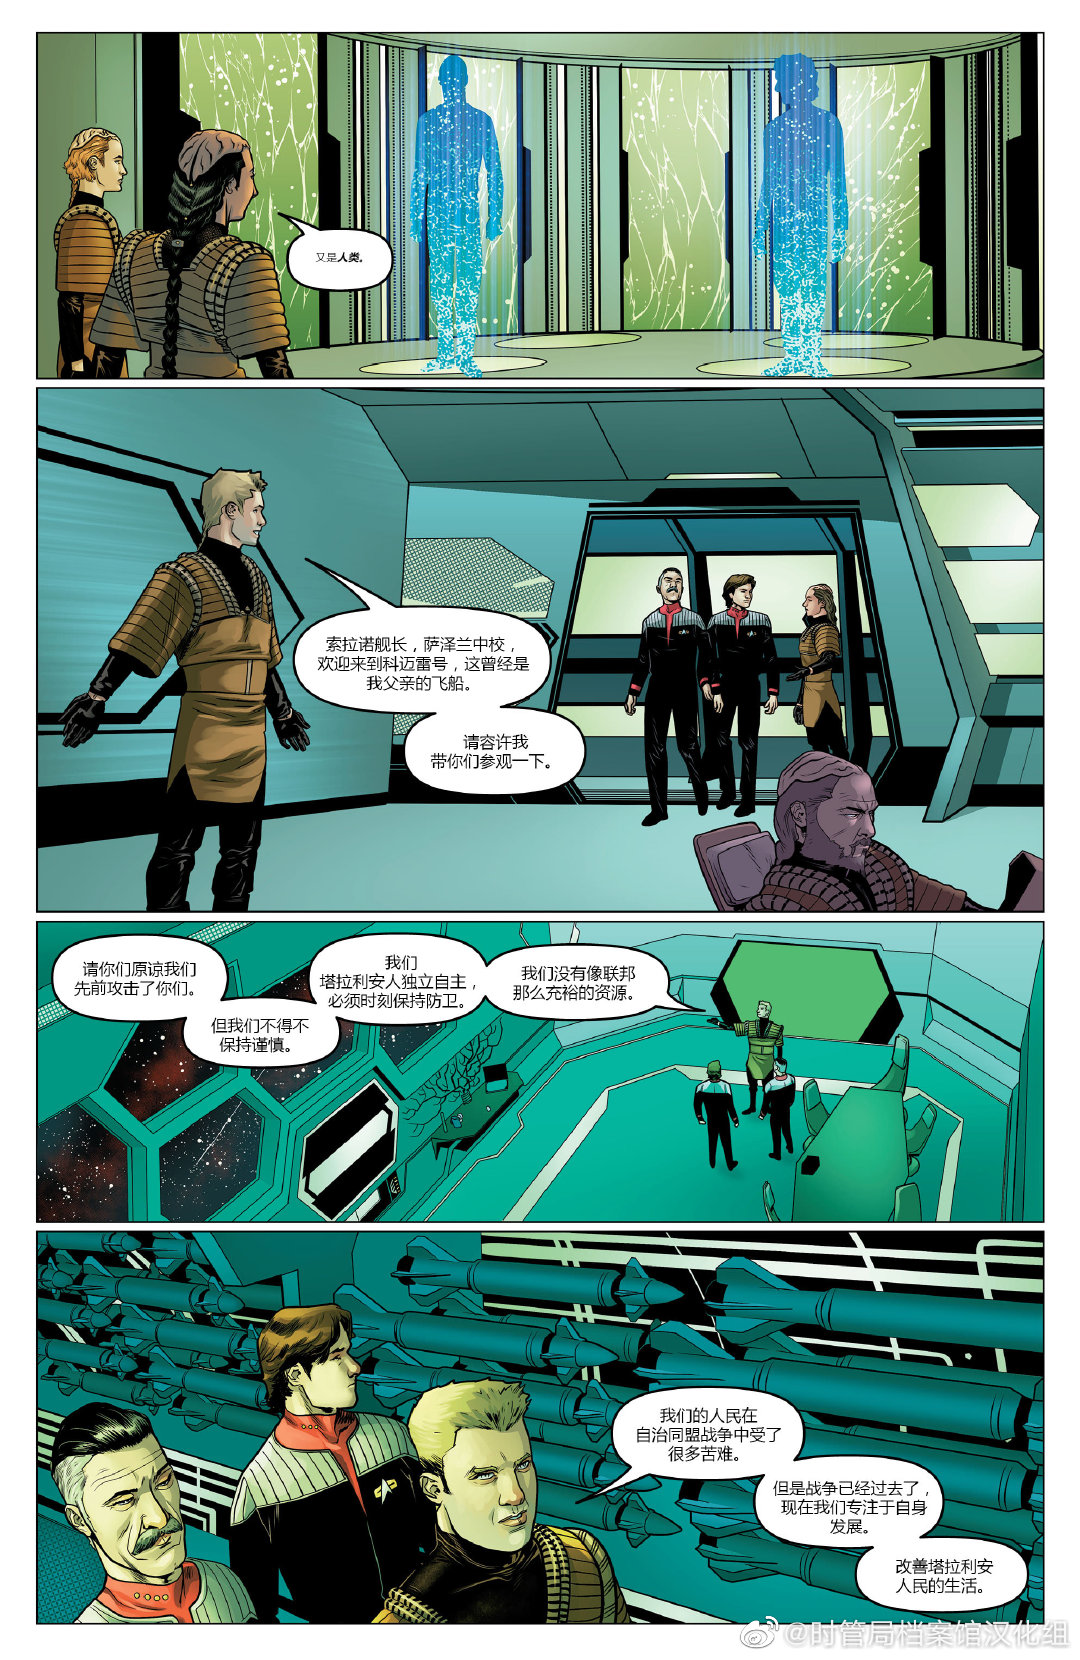 又是人类。
索拉诺舰长，萨泽兰中校，
欢迎来到科迈雷号，这曾经是
我父亲的飞船。
请容许我
带你们参观一下。
请你们原谅我们
先前攻击了你们。
但我们不得不
保持谨慎。
我们
塔拉利安人独立自主，
必须时刻保持防卫。
我们没有像联邦
那么充裕的资源。
我们的人民在
自治同盟战争中受了
很多苦难。
但是战争已经过去了，
现在我们专注于自身
发展。
改善塔拉利安
人民的生活。
@时管局档案馆汉化组